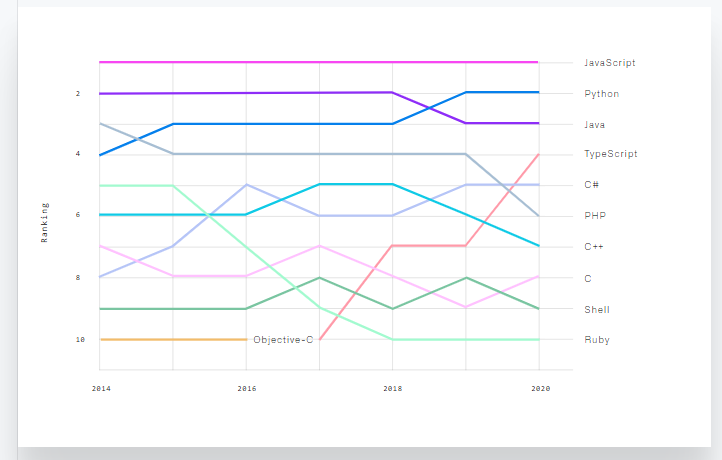 JavaScript
2
Python
Java
4
TypeScript
C#
Ranking
6
PHP
C++
8
C
Shell
10
Objective-C
Ruby
2014
2016
2018
2020